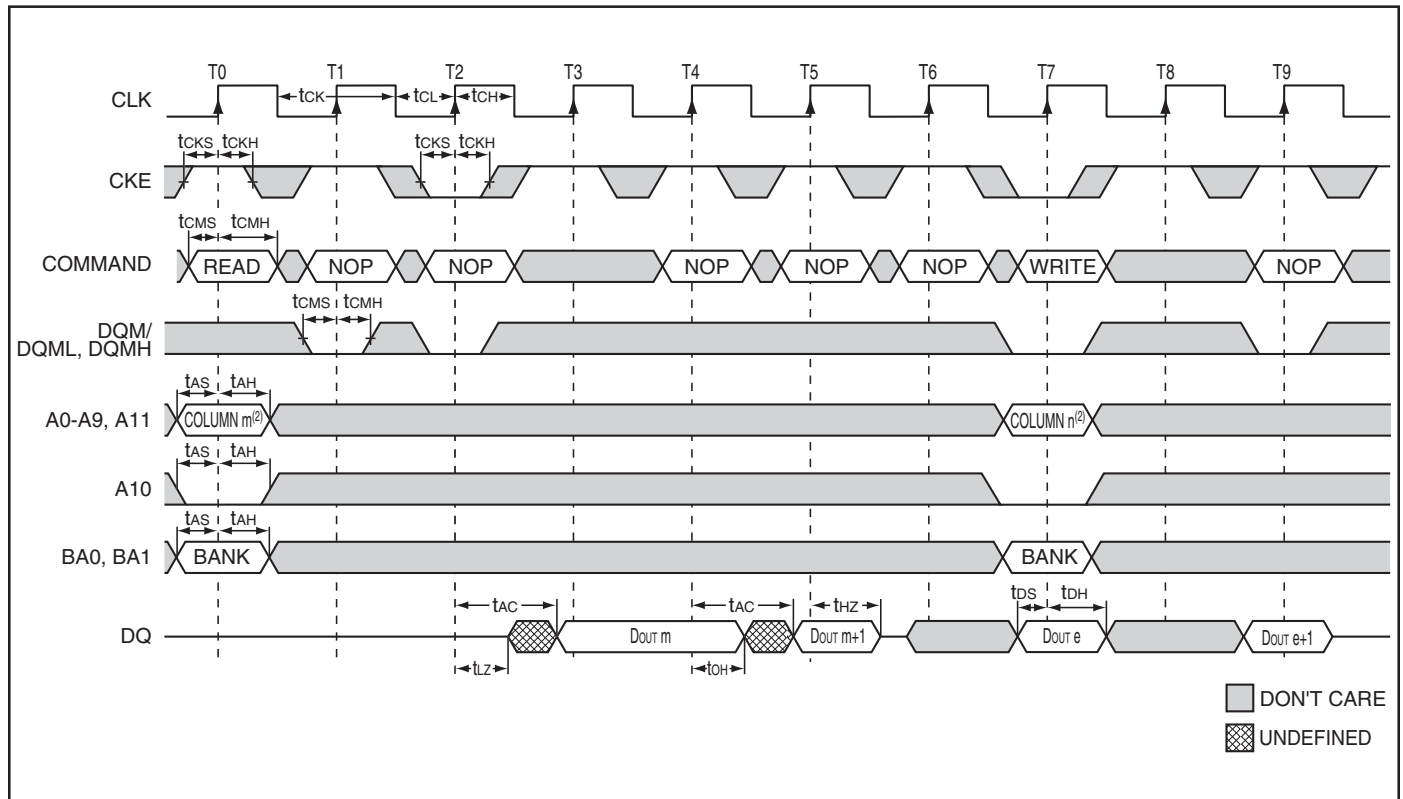 T0 T1 T2 T3 T4 T5 T6 T7 T8 T9
CLK tCK tCL tCH
tCKS tCKH tCKS tCKH
CKE
tCMS tCMH
COMMAND READ NOP NOP NOP NOP NOP WRITE NOP
tCMS tCMH
DQM/
DQML, DQMH
tAS tAH
A0-A9, A11 COLUMN m(2) COLUMN n(2)
tAS tAH
A10
tAS tAH
BA0, BA1 BANK BANK
tAC tAC tHZ tDS tDH
DQ DOUT m DOUT m+1 DOUT e DOUT e+1
tLZ tOH
DON'T CARE
UNDEFINED